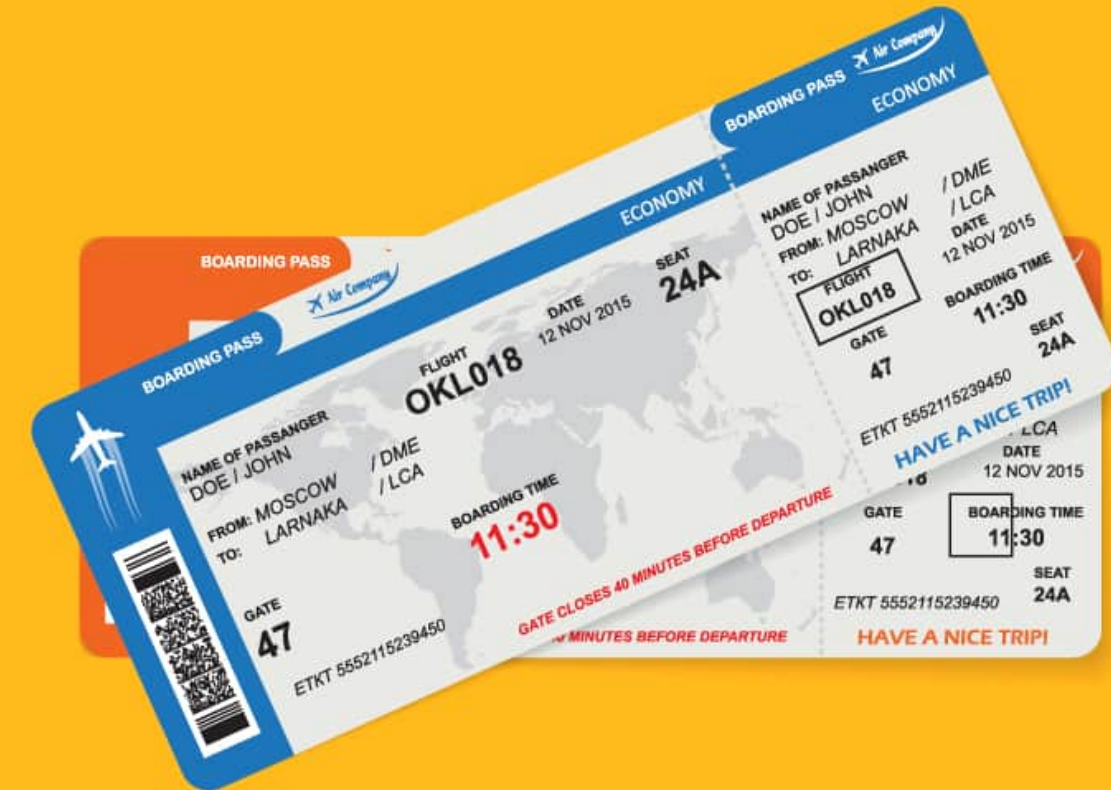 BOARDING PASS
Air Company
ECONOMY
NAME OF PASSANGER
DOE / JOHN
FROM: MOSCOW / DME
TO: LARNAKA / LCA
FLIGHT
OKL018
DATE
12 NOV 2015
SEAT
24A
BOARDING TIME
11:30
GATE
47
ETKT 5552115239450
GATE CLOSES 40 MINUTES BEFORE DEPARTURE
BOARDING PASS
Air Company
ECONOMY
NAME OF PASSANGER
DOE / JOHN
FROM: MOSCOW / DME
TO: LARNAKA / LCA
FLIGHT
OKL018
DATE
12 NOV 2015
GATE
47
BOARDING TIME
11:30
SEAT
24A
ETKT 5552115239450
HAVE A NICE TRIP!
BOARDING PASS
MINUTES BEFORE DEPARTURE
LCA
DATE
12 NOV 2015
GATE
47
BOARDING TIME
11:30
SEAT
24A
ETKT 5552115239450
HAVE A NICE TRIP!